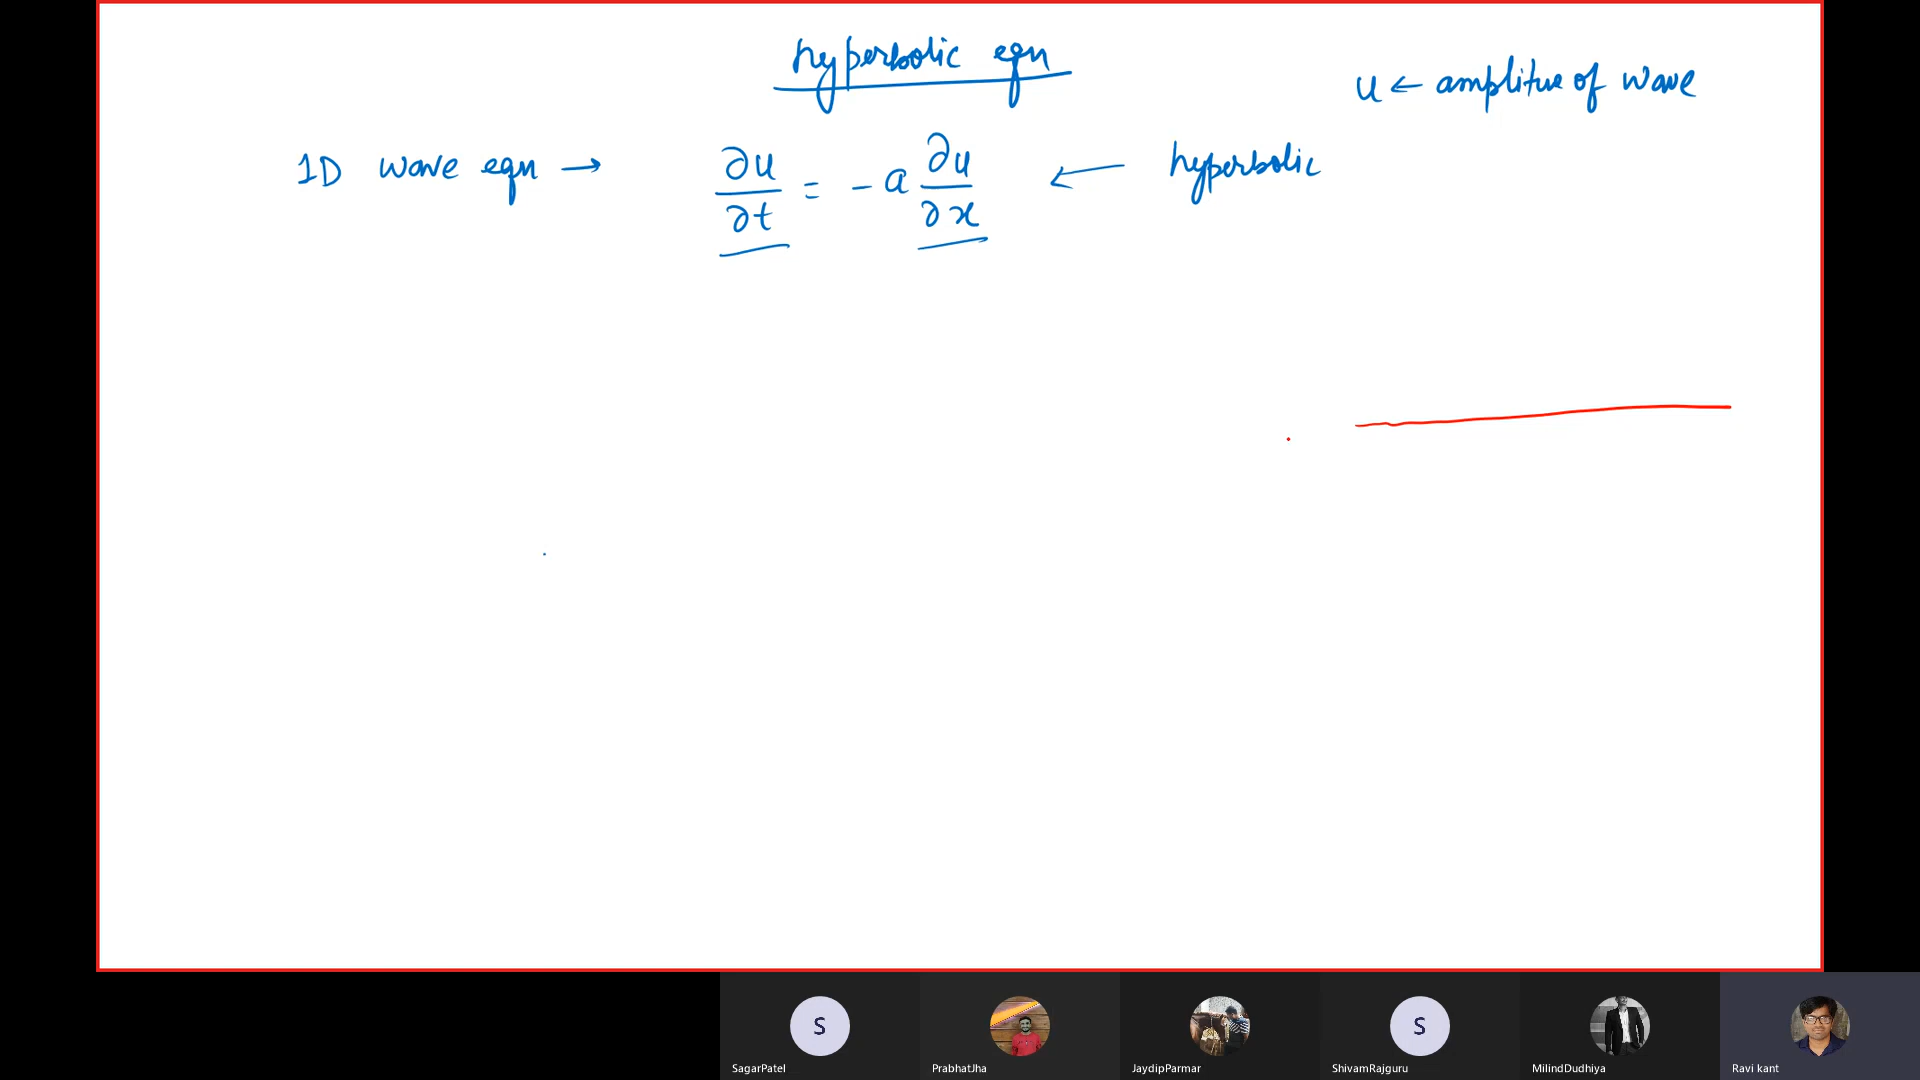 hyperbolic eqn
u ← amplitue of wave
1D wave eqn → ∂u/∂t = - a ∂u/∂x ← hyperbolic
S
S
SagarPatel
PrabhatJha
JaydipParmar
ShivamRajguru
MilindDudhiya
Ravi kant